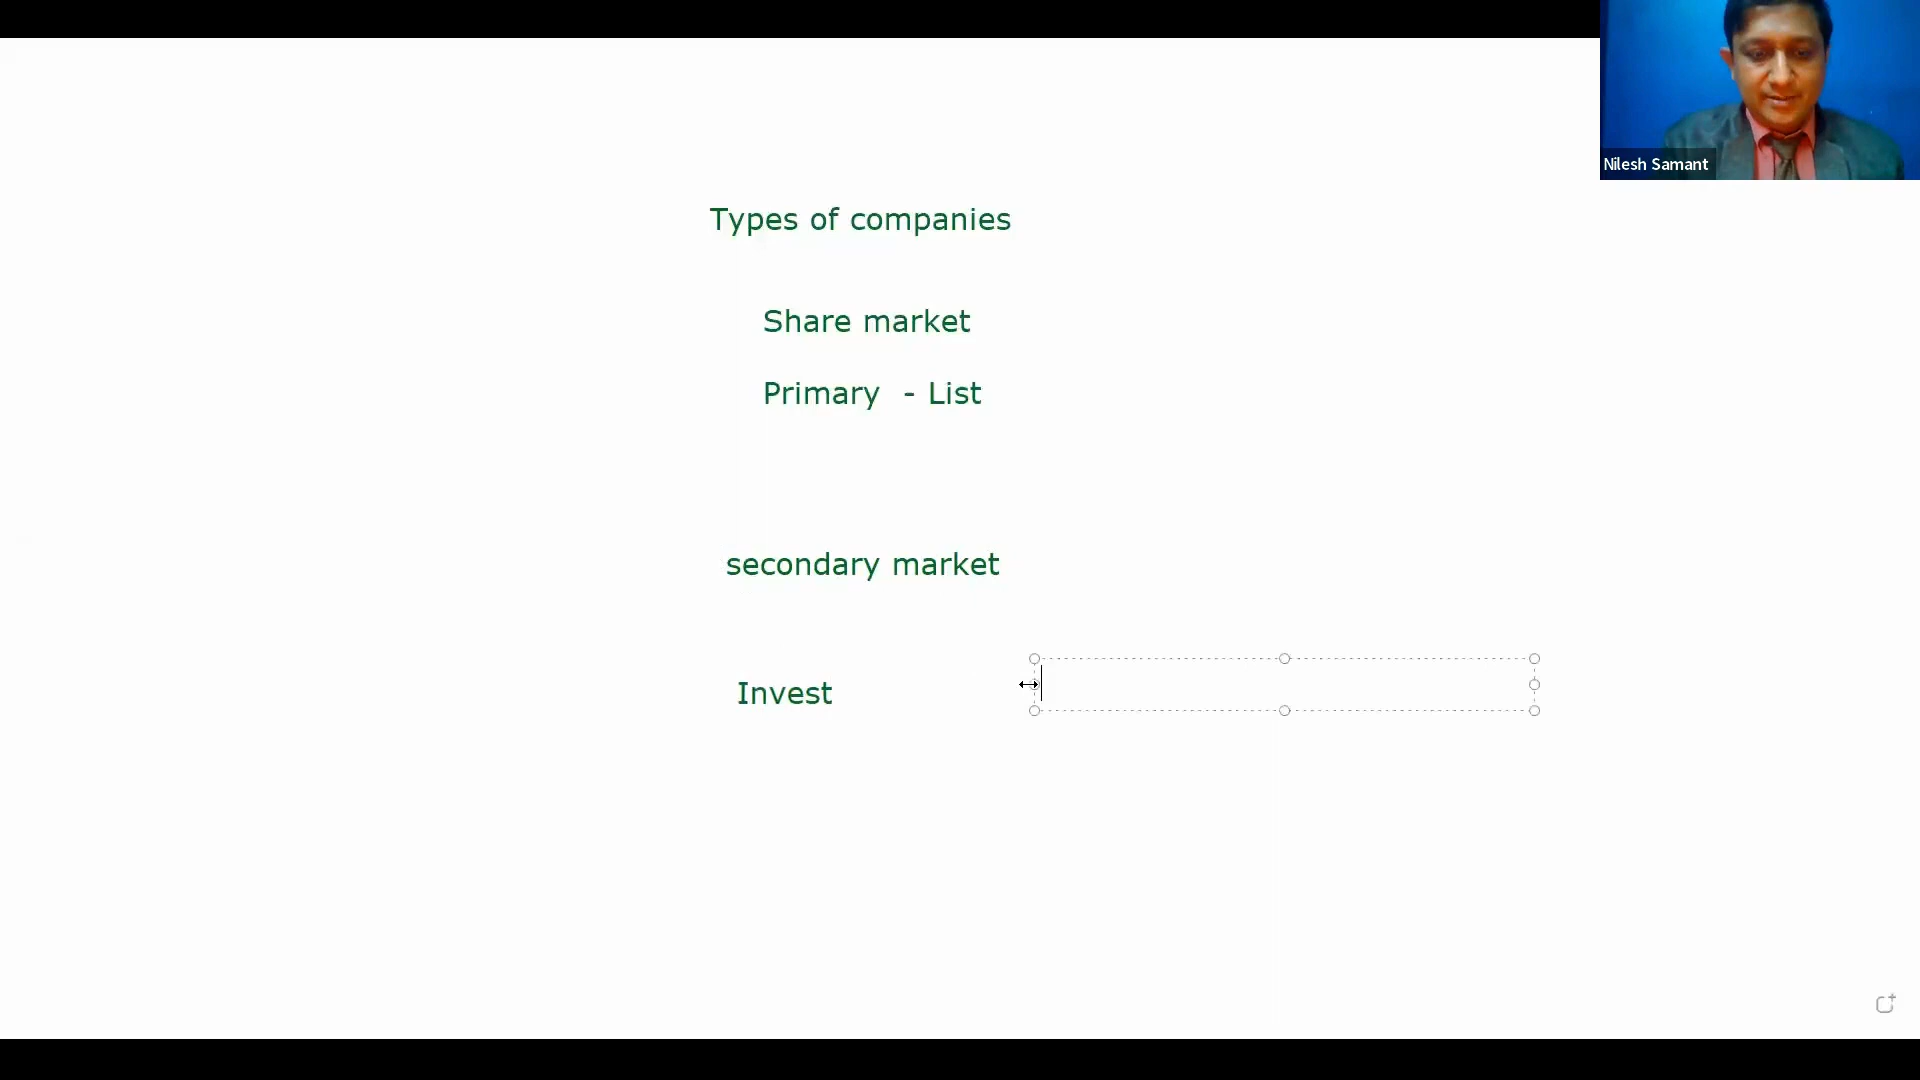 Nilesh Samant
Types of companies
Share market
Primary - List
secondary market
Invest